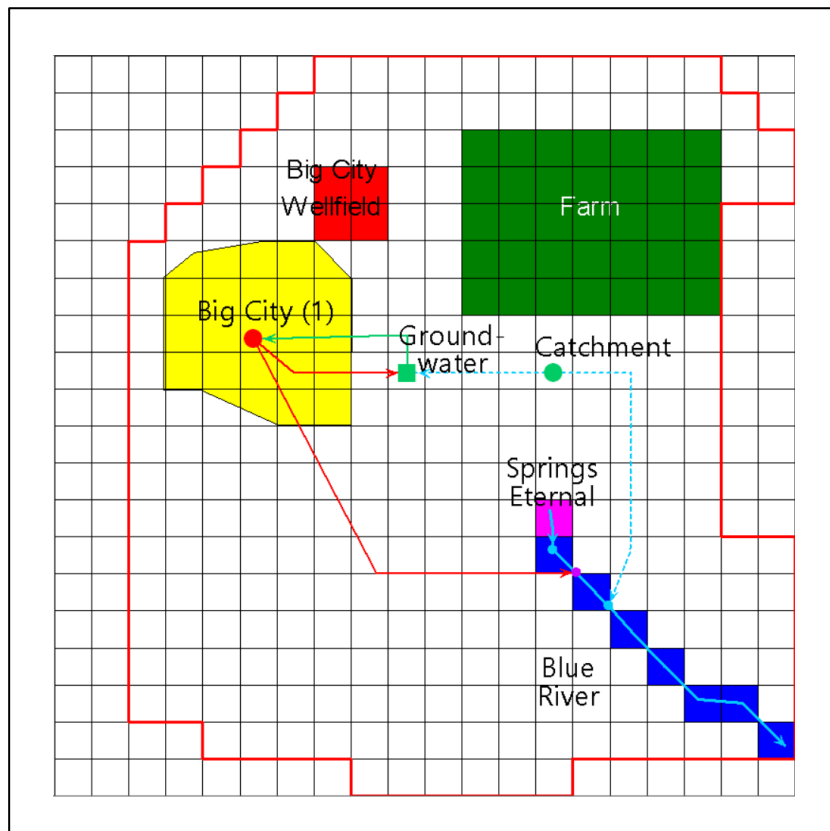 Big City
Wellfield
Farm
Big City (1)
Ground-
water
Catchment
Springs
Eternal
Blue
River